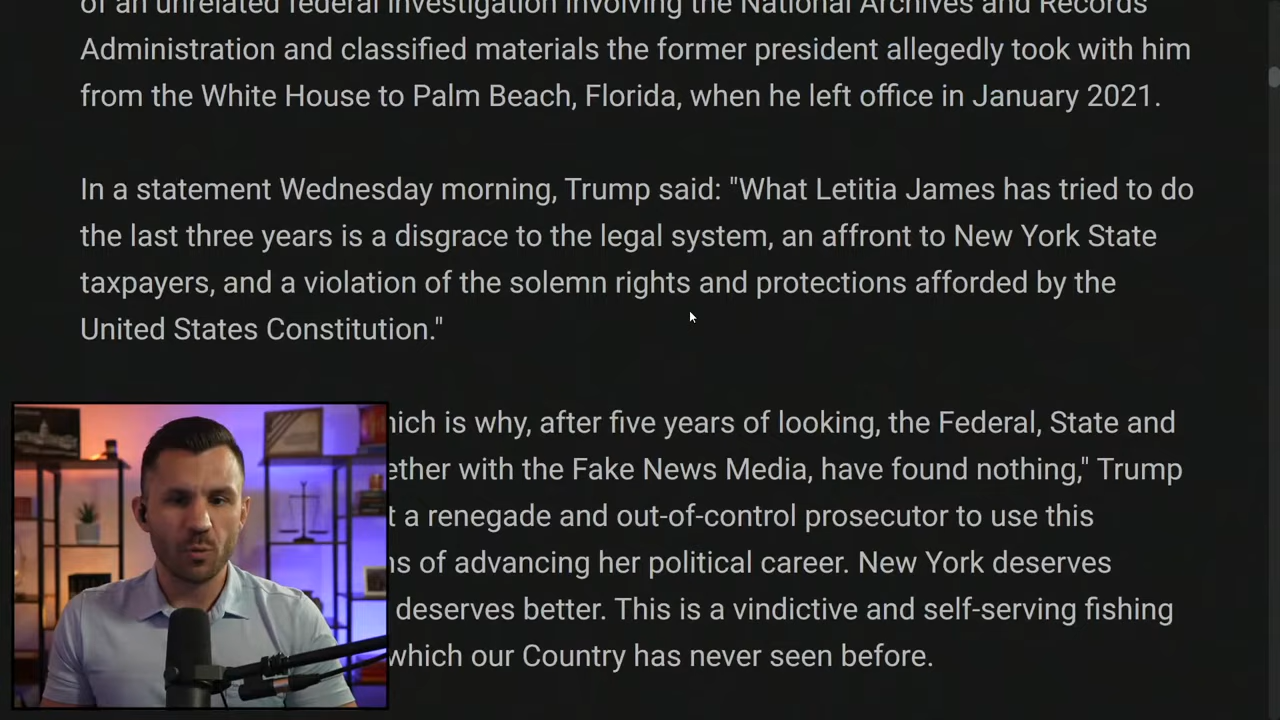 of an unrelated federal investigation involving the National Archives and Records
Administration and classified materials the former president allegedly took with him
from the White House to Palm Beach, Florida, when he left office in January 2021.
In a statement Wednesday morning, Trump said: "What Letitia James has tried to do
the last three years is a disgrace to the legal system, an affront to New York State
taxpayers, and a violation of the solemn rights and protections afforded by the
United States Constitution."
hich is why, after five years of looking, the Federal, State and
ether with the Fake News Media, have found nothing," Trump
t a renegade and out-of-control prosecutor to use this
ns of advancing her political career. New York deserves
deserves better. This is a vindictive and self-serving fishing
which our Country has never seen before.